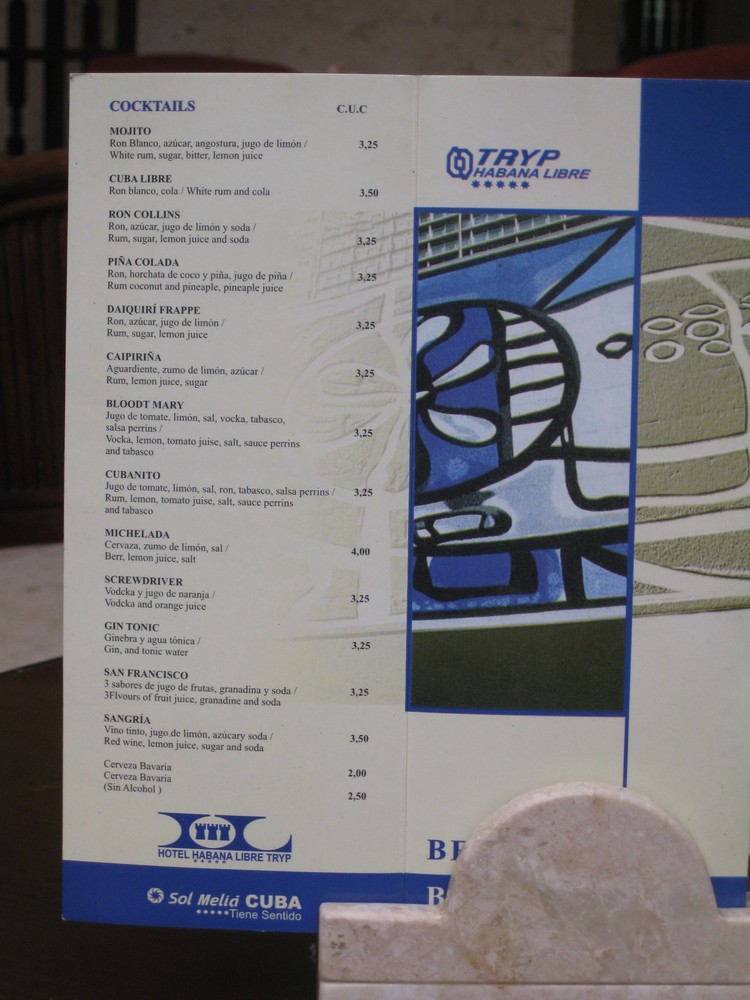 COCKTAILS C.U.C
MOJITO
Ron Blanco, azúcar, angostura, jugo de limón /
White rum, sugar, bitter, lemon juice 3,25
CUBA LIBRE
Ron blanco, cola / White rum and cola 3,50
RON COLLINS
Ron, azúcar, jugo de limón y soda /
Rum, sugar, lemon juice and soda 3,25
PIÑA COLADA
Ron, horchata de coco y piña, jugo de piña /
Rum coconut and pineaple, pineaple juice 3,25
DAIQUIRÍ FRAPPE
Ron, azúcar, jugo de limón /
Rum, sugar, lemon juice 3,25
CAIPIRIÑA
Aguardiente, zumo de limón, azúcar /
Rum, lemon juice, sugar 3,25
BLOODT MARY
Jugo de tomate, limón, sal, vocka, tabasco,
salsa perrins /
Vocka, lemon, tomato juise, salt, sauce perrins
and tabasco 3,25
CUBANITO
Jugo de tomate, limón, sal, ron, tabasco, salsa perrins /
Rum, lemon, tomato juise, salt, sauce perrins
and tabasco 3,25
MICHELADA
Cervaza, zumo de limón, sal /
Berr, lemon juice, salt 4,00
SCREWDRIVER
Vodcka y jugo de naranja /
Vodcka and orange juice 3,25
GIN TONIC
Ginebra y agua tónica /
Gin, and tonic water 3,25
SAN FRANCISCO
3 sabores de jugo de frutas, granadina y soda /
3Flvours of fruit juice, granadine and soda 3,25
SANGRÍA
Vino tinto, jugo de limón, azúcary soda /
Red wine, lemon juice, sugar and soda 3,50
Cerveza Bavaria 2,00
Cerveza Bavaria
(Sin Alcohol ) 2,50
HOTEL HABANA LIBRE TRYP
Sol Meliá CUBA
Tiene Sentido
TRYP
HABANA LIBRE